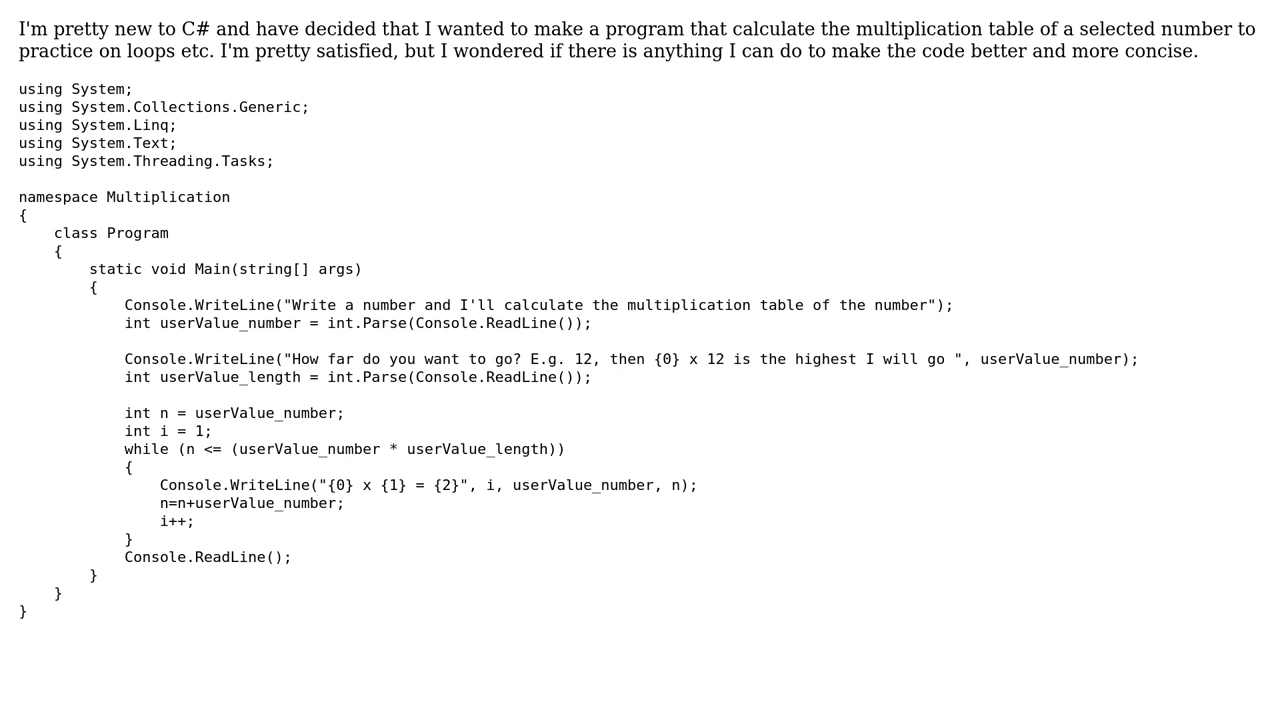 I'm pretty new to C# and have decided that I wanted to make a program that calculate the multiplication table of a selected number to
practice on loops etc. I'm pretty satisfied, but I wondered if there is anything I can do to make the code better and more concise.
using System;
using System.Collections.Generic;
using System.Linq;
using System.Text;
using System.Threading.Tasks;

namespace Multiplication
{
    class Program
    {
        static void Main(string[] args)
        {
            Console.WriteLine("Write a number and I'll calculate the multiplication table of the number");
            int userValue_number = int.Parse(Console.ReadLine());

            Console.WriteLine("How far do you want to go? E.g. 12, then {0} x 12 is the highest I will go ", userValue_number);
            int userValue_length = int.Parse(Console.ReadLine());

            int n = userValue_number;
            int i = 1;
            while (n <= (userValue_number * userValue_length))
            {
                Console.WriteLine("{0} x {1} = {2}", i, userValue_number, n);
                n=n+userValue_number;
                i++;
            }
            Console.ReadLine();
        }
    }
}